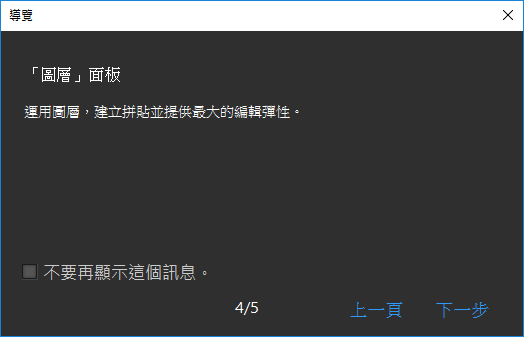 導覽
「圖層」面板
運用圖層，建立拼貼並提供最大的編輯彈性。
不要再顯示這個訊息。
4/5
上一頁
下一步